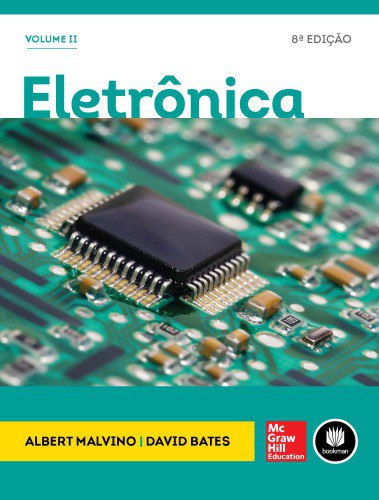 VOLUME II
8ª EDIÇÃO
Eletrônica
ALBERT MALVINO | DAVID BATES
Mc
Graw
Hill
Education
bookman